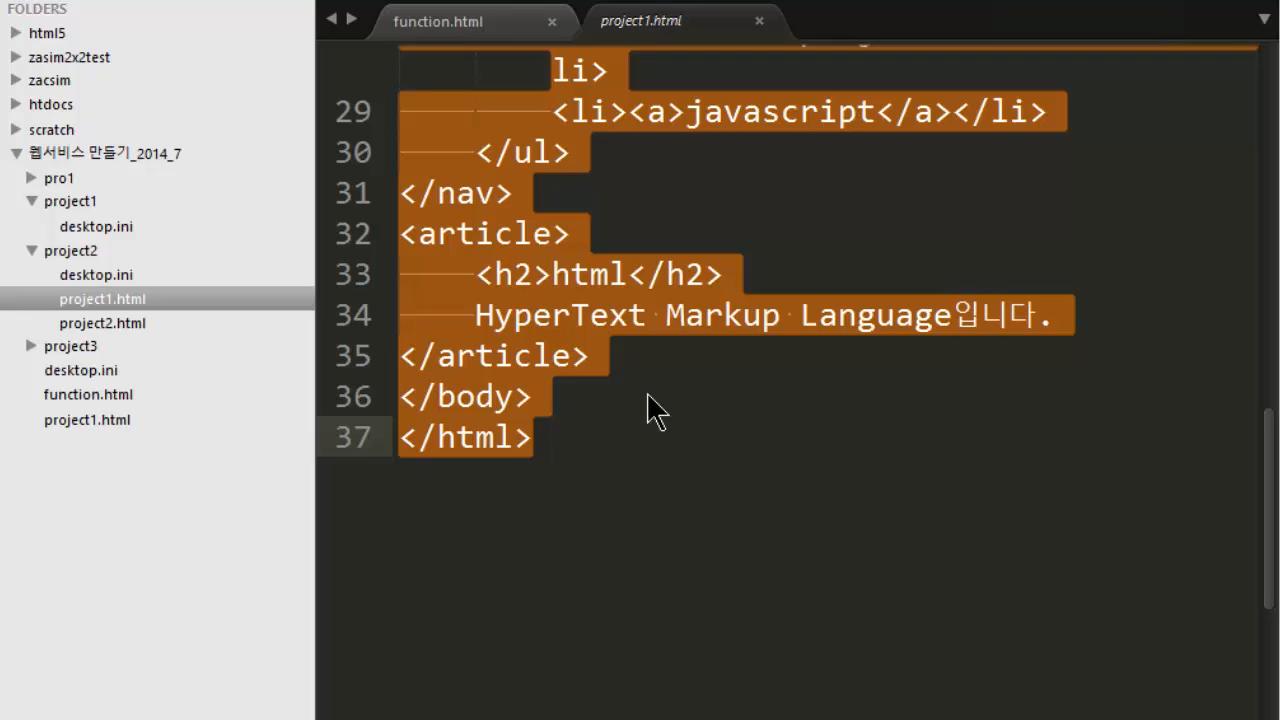 FOLDERS
html5
zasim2x2test
zacsim
htdocs
scratch
웹서비스 만들기_2014_7
pro1
project1
desktop.ini
project2
desktop.ini
project1.html
project2.html
project3
desktop.ini
function.html
project1.html
function.html ×
project1.html ×
li>
29 <li><a>javascript</a></li>
30 </ul>
31 </nav>
32 <article>
33 <h2>html</h2>
34 HyperText Markup Language입니다.
35 </article>
36 </body>
37 </html>